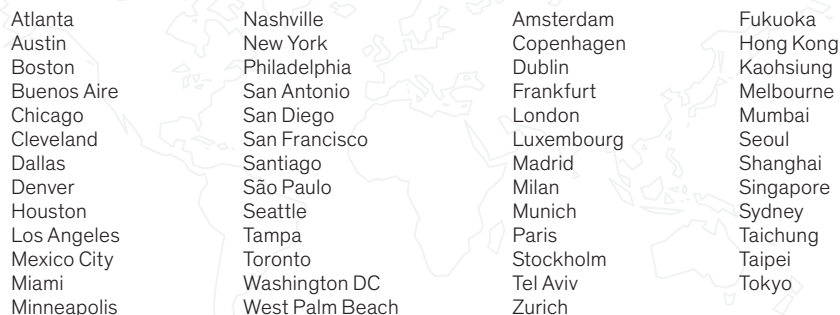 Atlanta
Austin
Boston
Buenos Aire
Chicago
Cleveland
Dallas
Denver
Houston
Los Angeles
Mexico City
Miami
Minneapolis
Nashville
New York
Philadelphia
San Antonio
San Diego
San Francisco
Santiago
São Paulo
Seattle
Tampa
Toronto
Washington DC
West Palm Beach
Amsterdam
Copenhagen
Dublin
Frankfurt
London
Luxembourg
Madrid
Milan
Munich
Paris
Stockholm
Tel Aviv
Zurich
Fukuoka
Hong Kong
Kaohsiung
Melbourne
Mumbai
Seoul
Shanghai
Singapore
Sydney
Taichung
Taipei
Tokyo